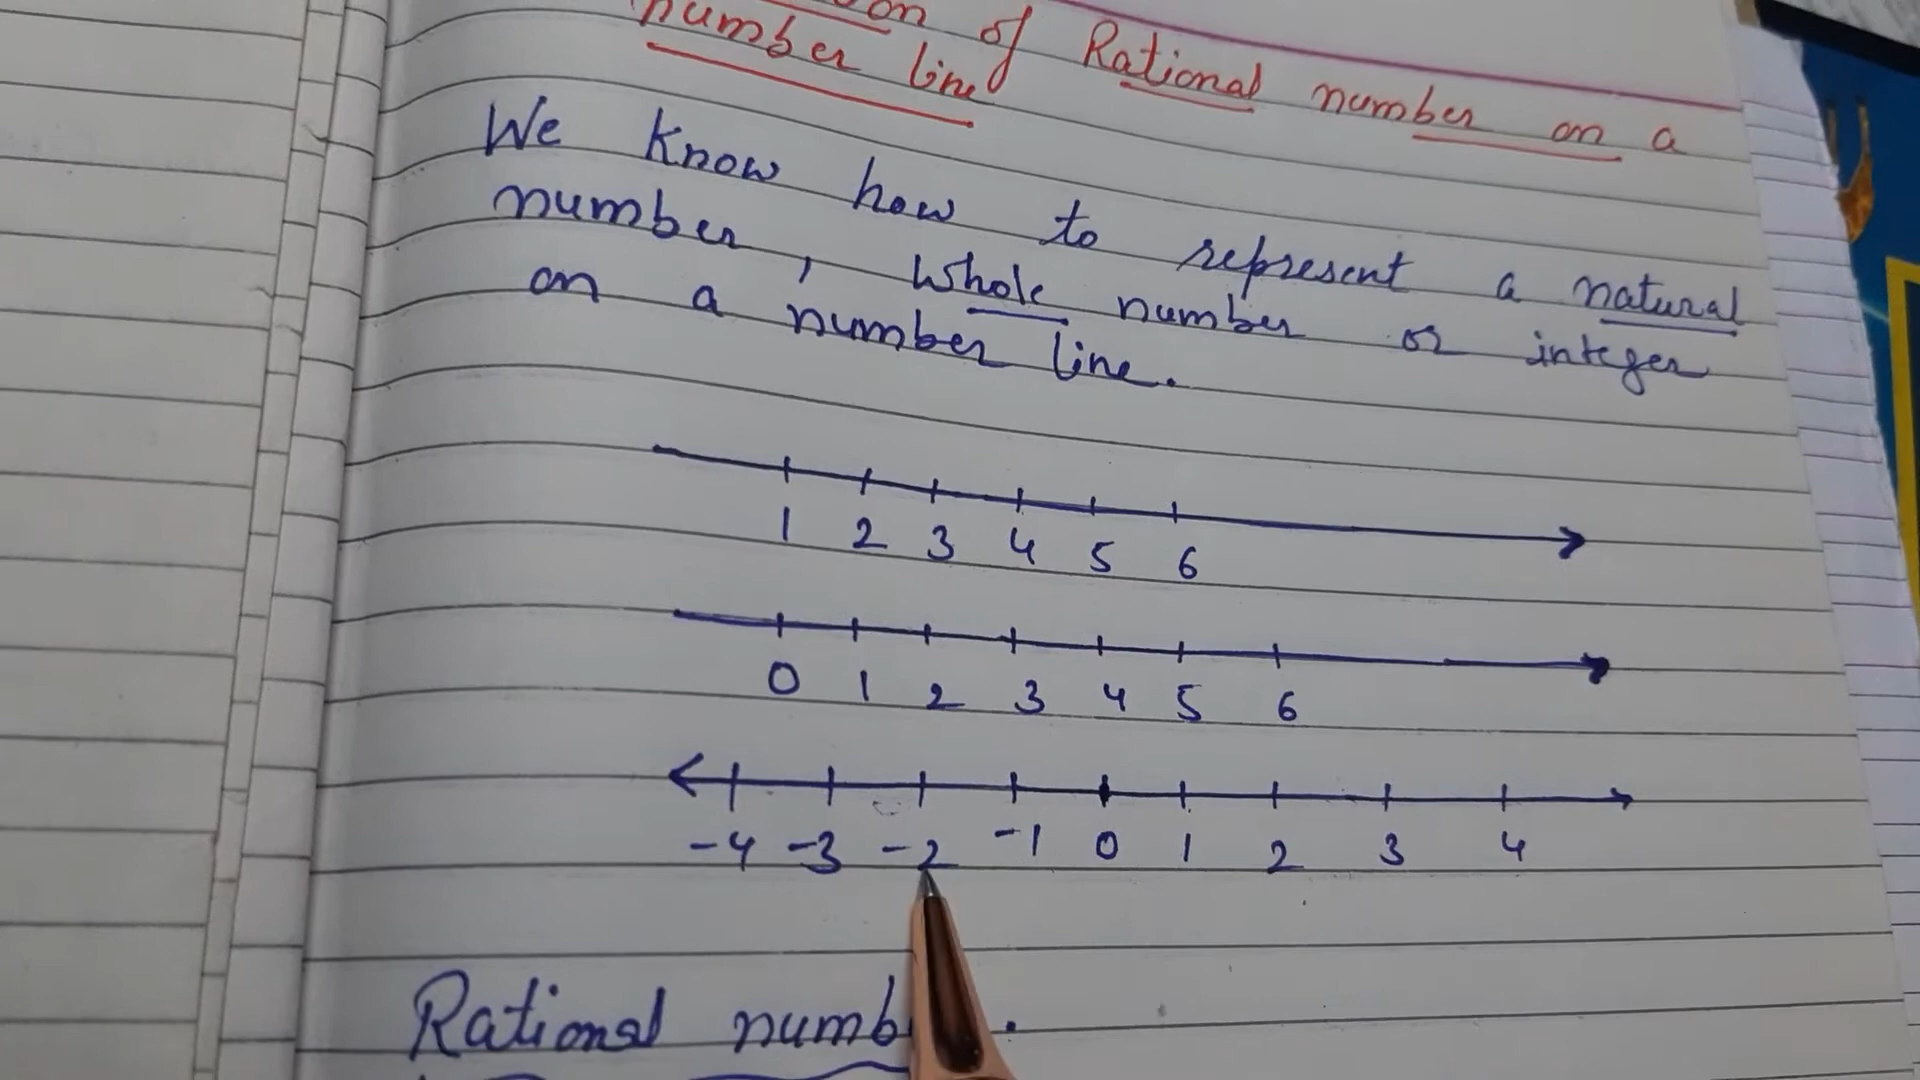 of Rational number on a
number line
We know how to represent a natural
number, whole number or integer
on a number line.
1 2 3 4 5 6
0 1 2 3 4 5 6
-4 -3 -2 -1 0 1 2 3 4
Rational